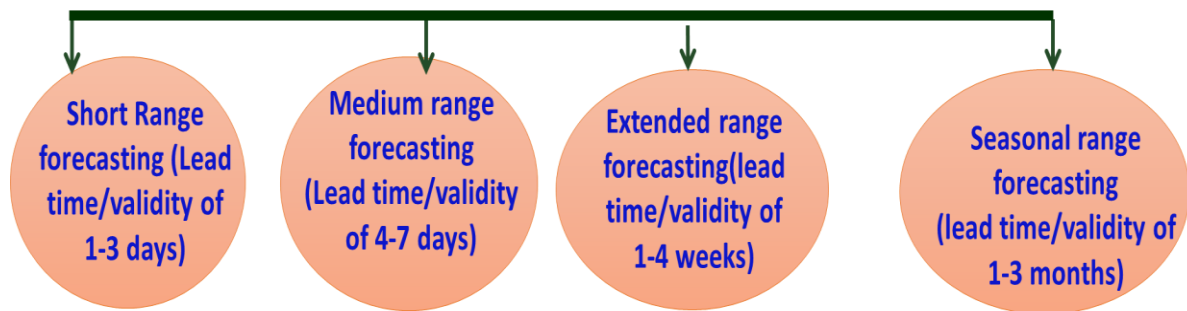 Short Range
forecasting (Lead
time/validity of
1-3 days)
Medium range
forecasting
(Lead time/validity
of 4-7 days)
Extended range
forecasting(lead
time/validity of
1-4 weeks)
Seasonal range
forecasting
(lead time/validity of
1-3 months)